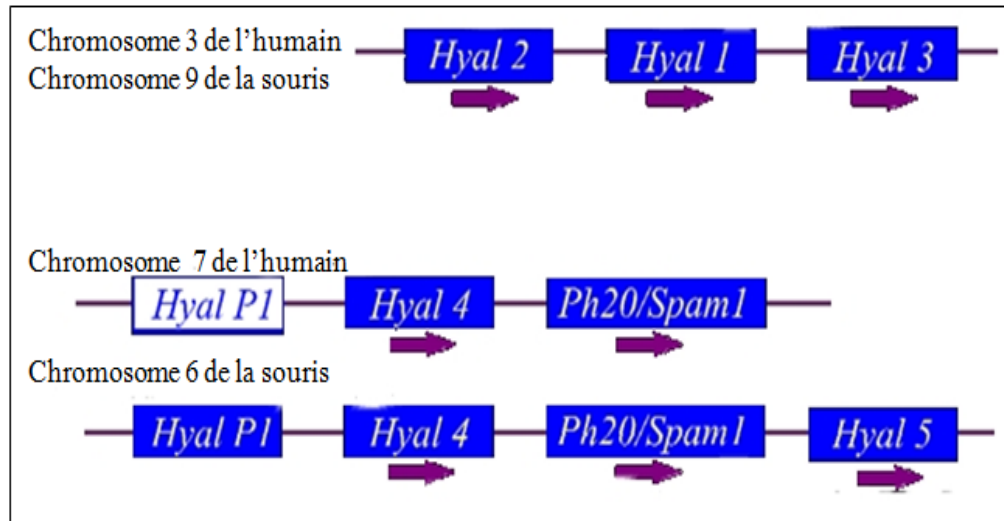 Chromosome 3 de l’humain
Chromosome 9 de la souris
Hyal 2 Hyal 1 Hyal 3
Chromosome 7 de l’humain
Hyal P1 Hyal 4 Ph20/Spam1
Chromosome 6 de la souris
Hyal P1 Hyal 4 Ph20/Spam1 Hyal 5